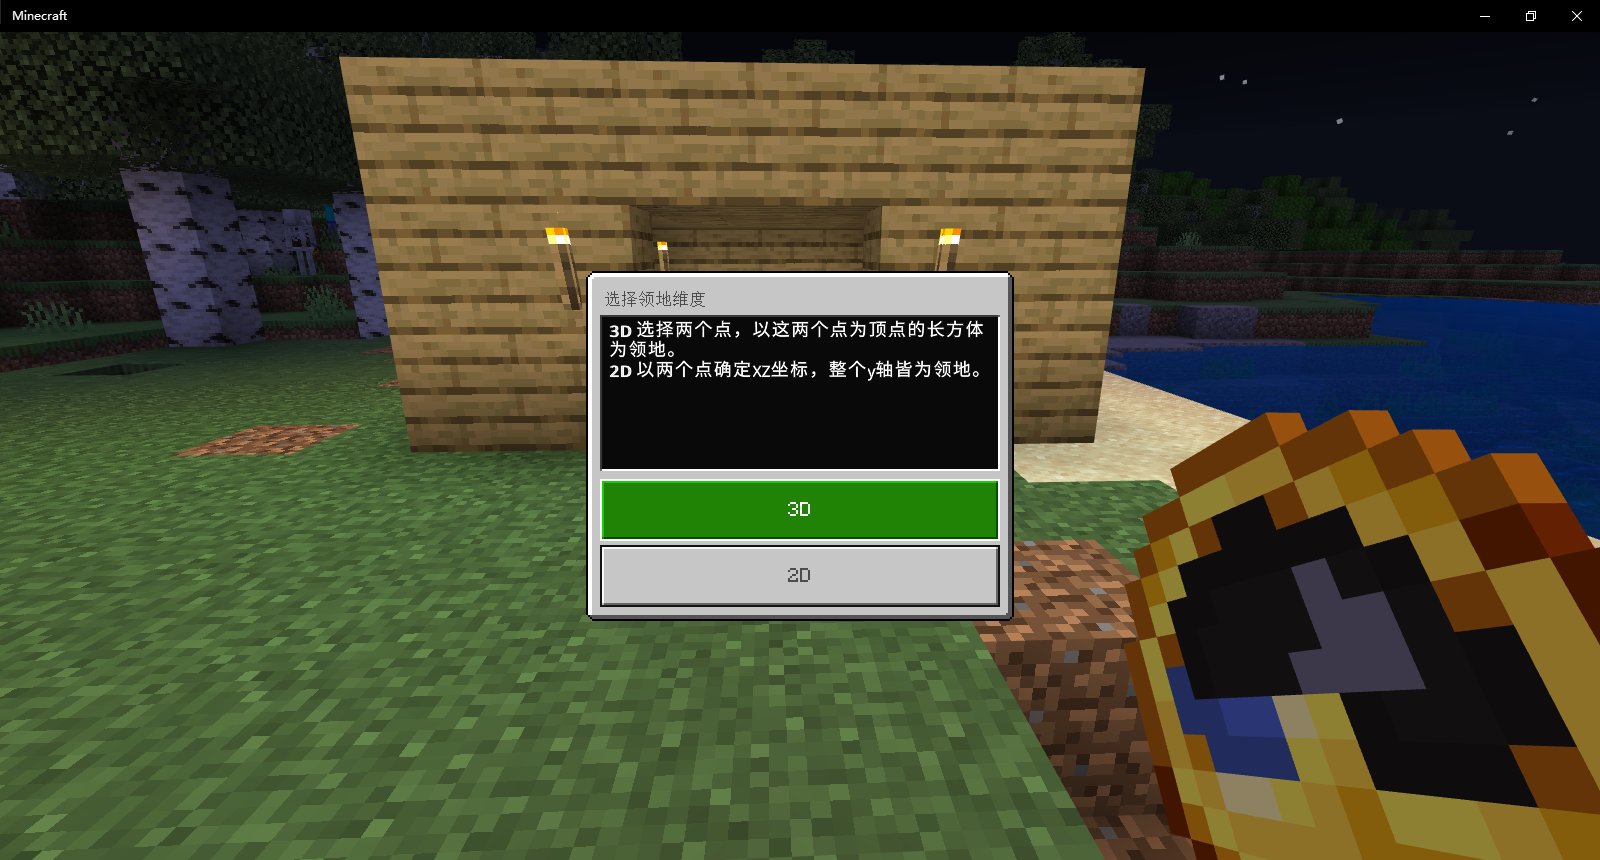 Minecraft
选择领地维度
3D 选择两个点，以这两个点为顶点的长方体
为领地。
2D 以两个点确定xz坐标，整个y轴皆为领地。
3D
2D